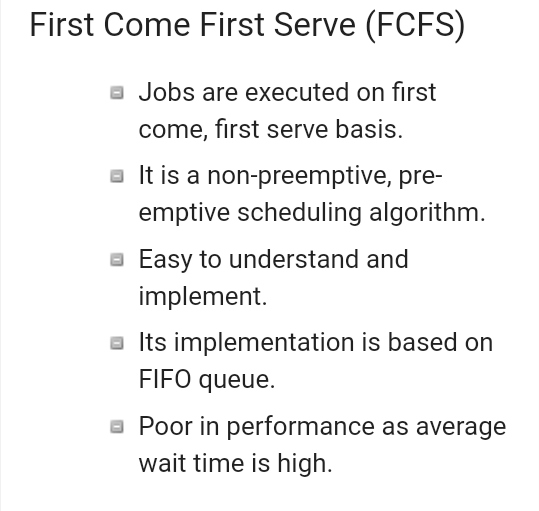 First Come First Serve (FCFS)
Jobs are executed on first
come, first serve basis.
It is a non-preemptive, pre-
emptive scheduling algorithm.
Easy to understand and
implement.
Its implementation is based on
FIFO queue.
Poor in performance as average
wait time is high.